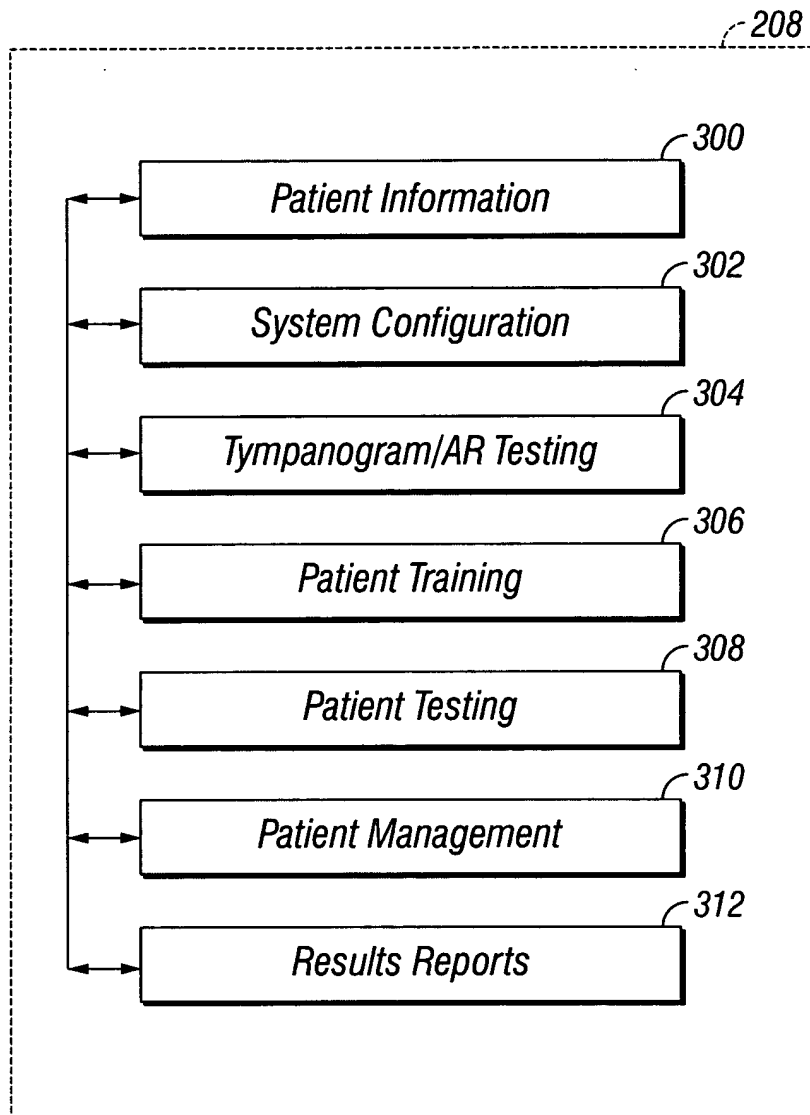 208
300
Patient Information
302
System Configuration
304
Tympanogram/AR Testing
306
Patient Training
308
Patient Testing
310
Patient Management
312
Results Reports